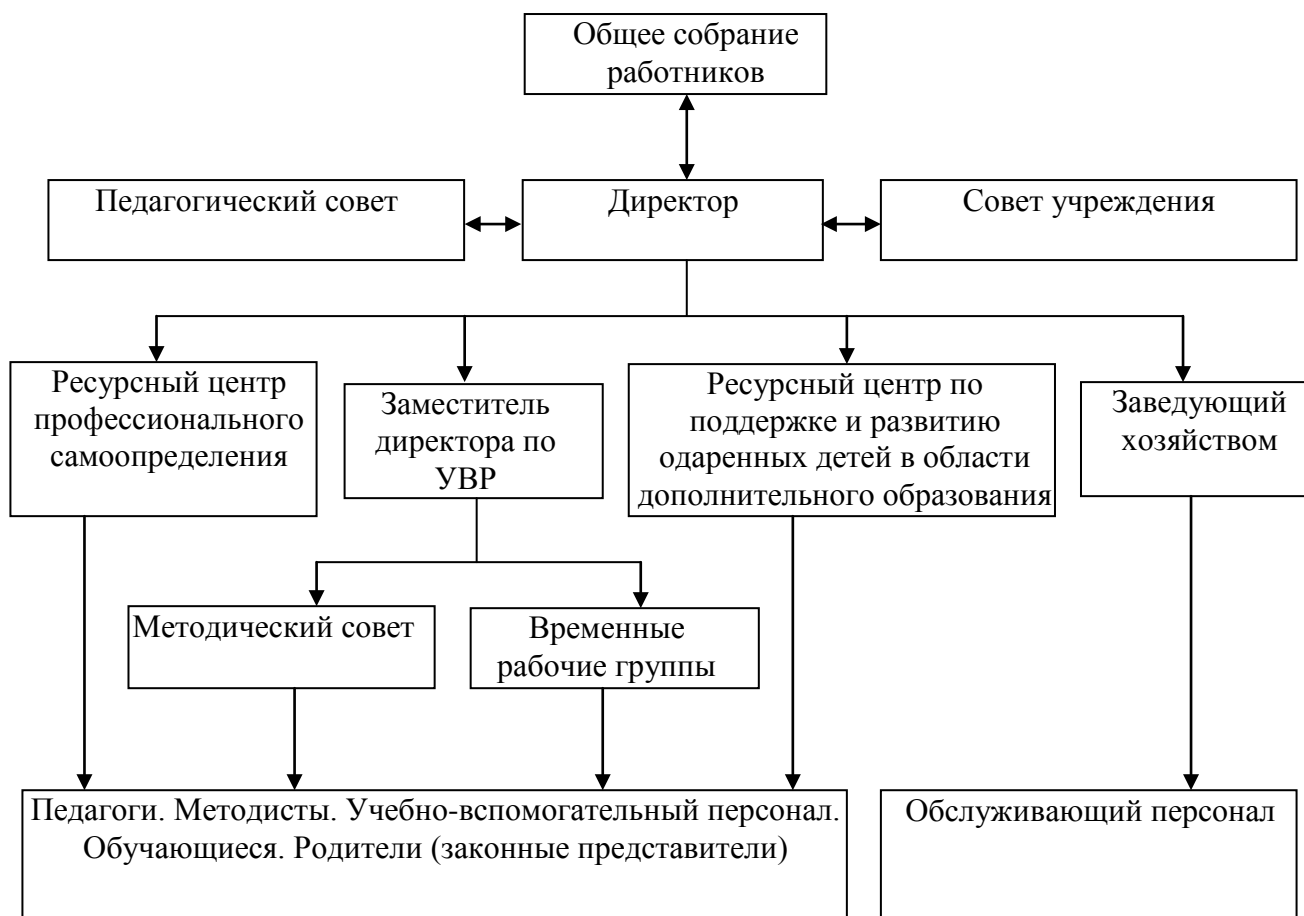 Общее собрание
работников
Педагогический совет
Директор
Совет учреждения
Ресурсный центр
профессионального
самоопределения
Заместитель
директора по
УВР
Ресурсный центр по
поддержке и развитию
одаренных детей в области
дополнительного образования
Заведующий
хозяйством
Методический совет
Временные
рабочие группы
Педагоги. Методисты. Учебно-вспомогательный персонал.
Обучающиеся. Родители (законные представители)
Обслуживающий персонал